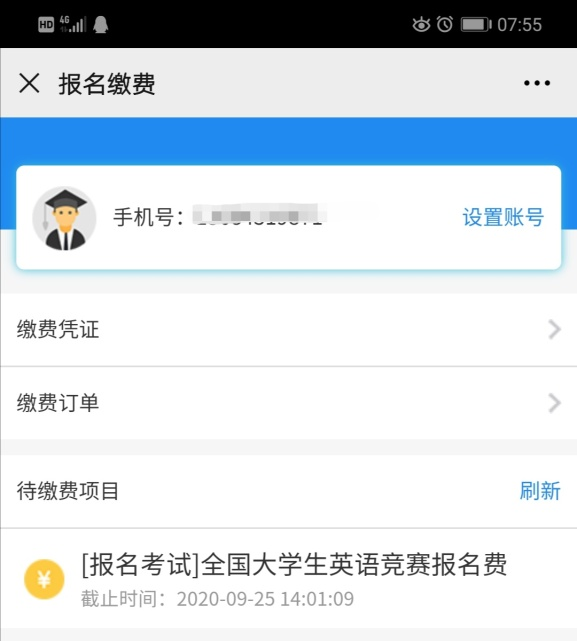 HD 4G 07:55
报名缴费
手机号： 设置账号
缴费凭证
缴费订单
待缴费项目 刷新
¥ [报名考试]全国大学生英语竞赛报名费
截止时间：2020-09-25 14:01:09